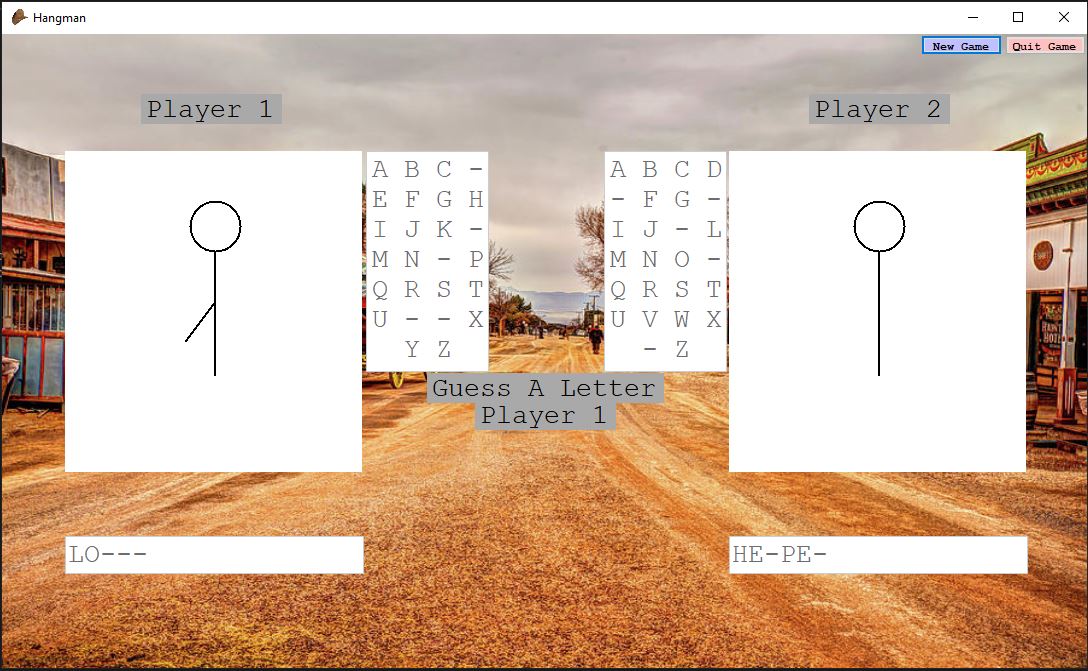 Hangman
New Game Quit Game
Player 1
Player 2
A B C -
E F G H
I J K -
M N - P
Q R S T
U - - X
Y Z
A B C D
- F G -
I J - L
M N O -
Q R S T
U V W X
- Z
Guess A Letter
Player 1
LO---
HE-PE-